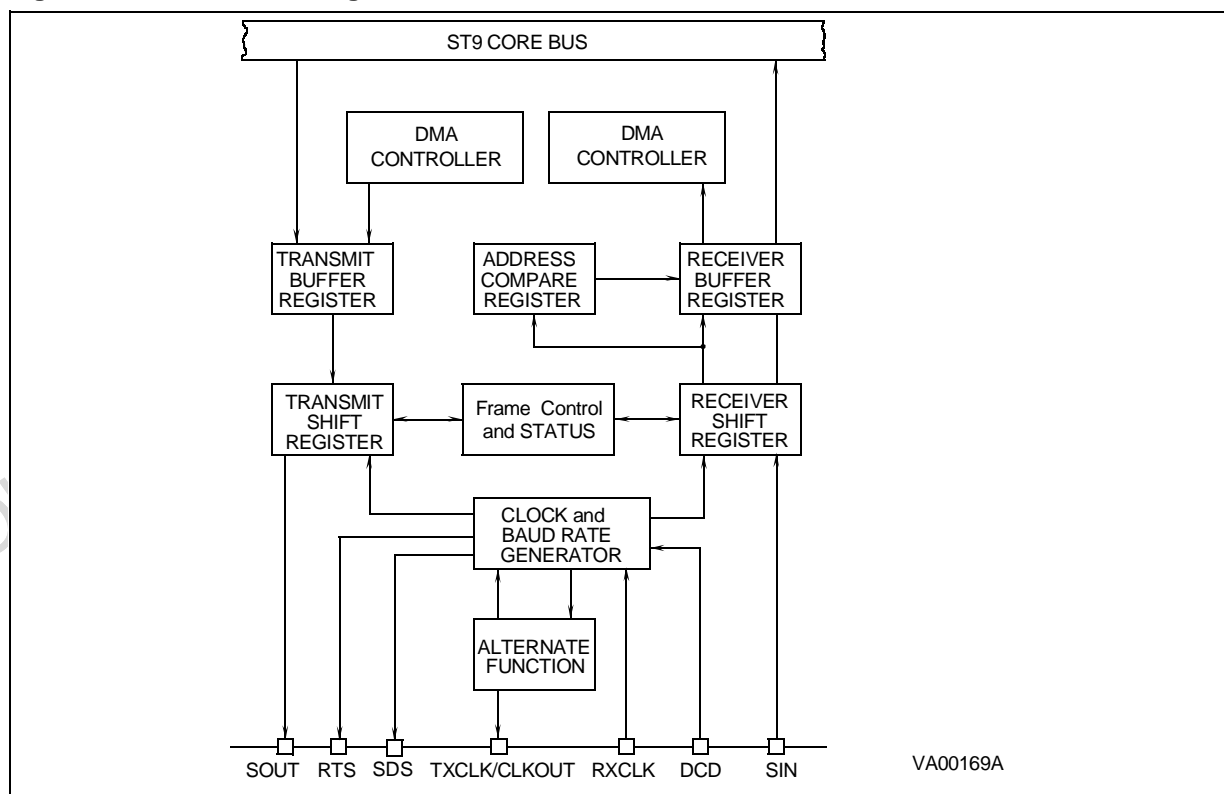 ST9 CORE BUS
DMA
CONTROLLER
DMA
CONTROLLER
TRANSMIT
BUFFER
REGISTER
ADDRESS
COMPARE
REGISTER
RECEIVER
BUFFER
REGISTER
TRANSMIT
SHIFT
REGISTER
Frame Control
and STATUS
RECEIVER
SHIFT
REGISTER
CLOCK and
BAUD RATE
GENERATOR
ALTERNATE
FUNCTION
SOUT RTS SDS TXCLK/CLKOUT RXCLK DCD SIN
VA00169A